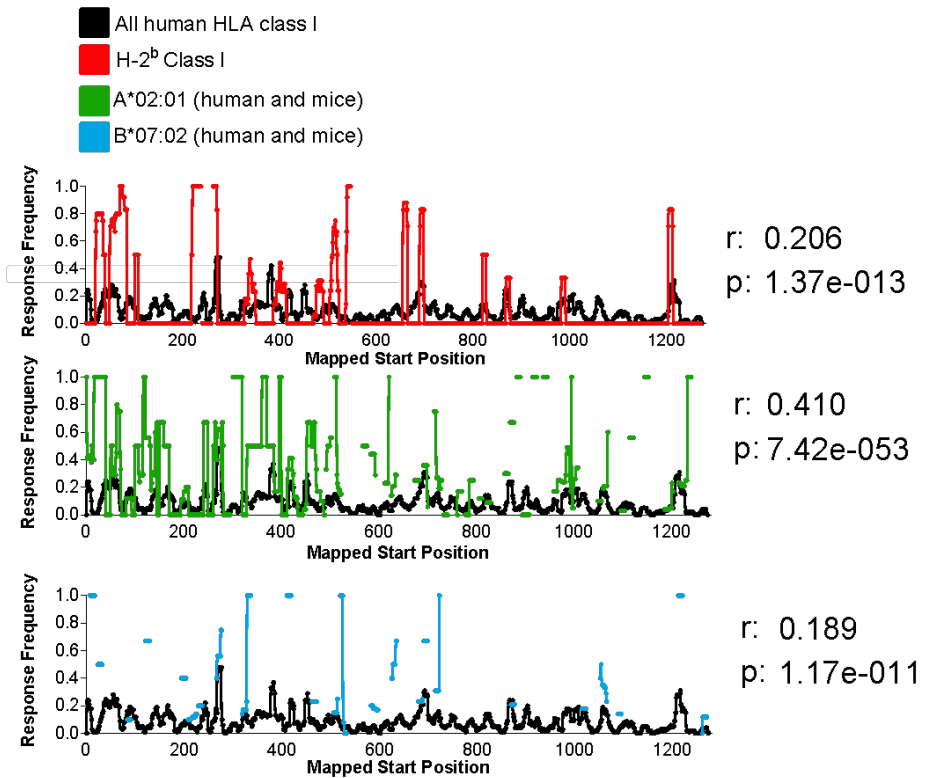 All human HLA class I
H-2ᵇ Class I
A*02:01 (human and mice)
B*07:02 (human and mice)
Response Frequency
1.0
0.8
0.6
0.4
0.2
0.0
0 200 400 600 800 1000 1200
Mapped Start Position
r: 0.206
p: 1.37e-013
Response Frequency
1.0
0.8
0.6
0.4
0.2
0.0
0 200 400 600 800 1000 1200
Mapped Start Position
r: 0.410
p: 7.42e-053
Response Frequency
1.0
0.8
0.6
0.4
0.2
0.0
0 200 400 600 800 1000 1200
Mapped Start Position
r: 0.189
p: 1.17e-011